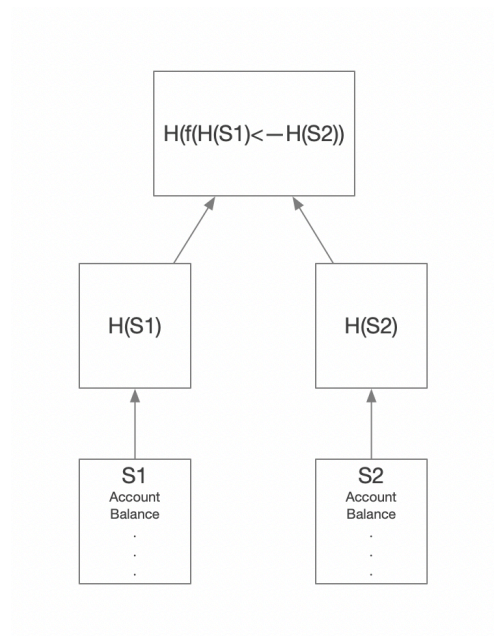 H(f(H(S1)<—H(S2))
H(S1)
H(S2)
S1
Account
Balance
.
.
.
S2
Account
Balance
.
.
.